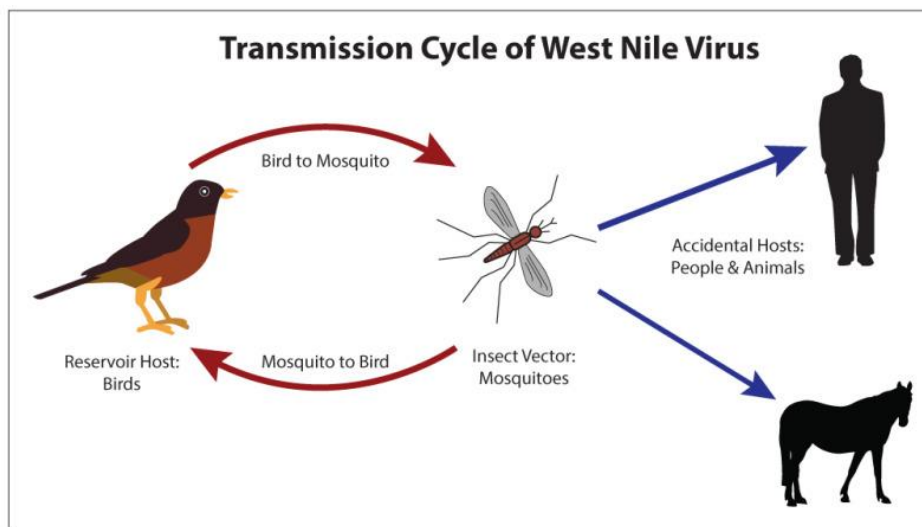 Transmission Cycle of West Nile Virus
Bird to Mosquito
Accidental Hosts:
People & Animals
Reservoir Host:
Birds
Mosquito to Bird
Insect Vector:
Mosquitoes